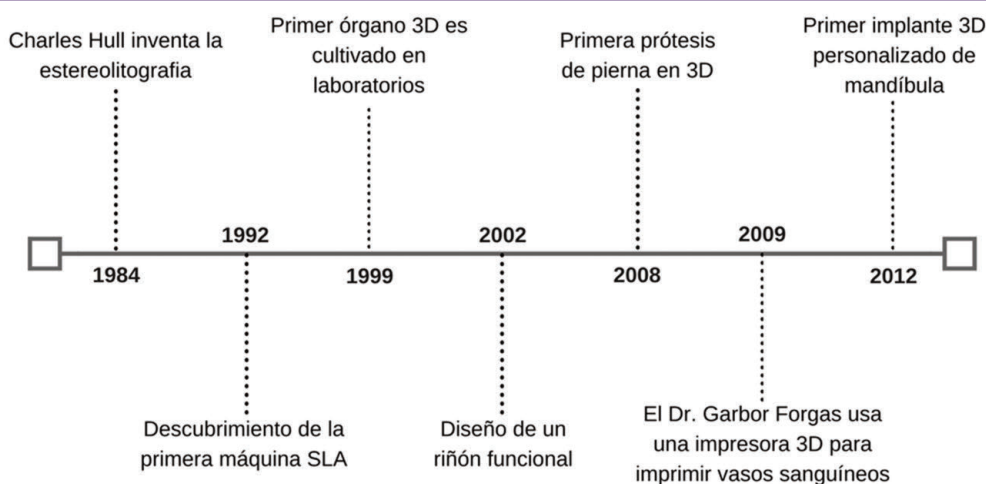 Charles Hull inventa la
estereolitografia
Primer órgano 3D es
cultivado en
laboratorios
Primera prótesis
de pierna en 3D
Primer implante 3D
personalizado de
mandíbula
1992
2002
2009
1984
1999
2008
2012
Descubrimiento de la
primera máquina SLA
Diseño de un
riñón funcional
El Dr. Garbor Forgas usa
una impresora 3D para
imprimir vasos sanguíneos